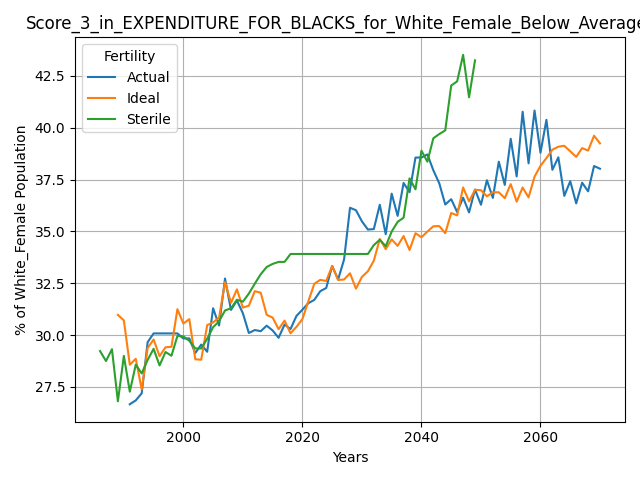 Score_3_in_EXPENDITURE_FOR_BLACKS_for_White_Female_Below_Average
Fertility
Actual
Ideal
Sterile
42.5
40.0
37.5
35.0
32.5
30.0
27.5
% of White_Female Population
2000
2020
2040
2060
Years